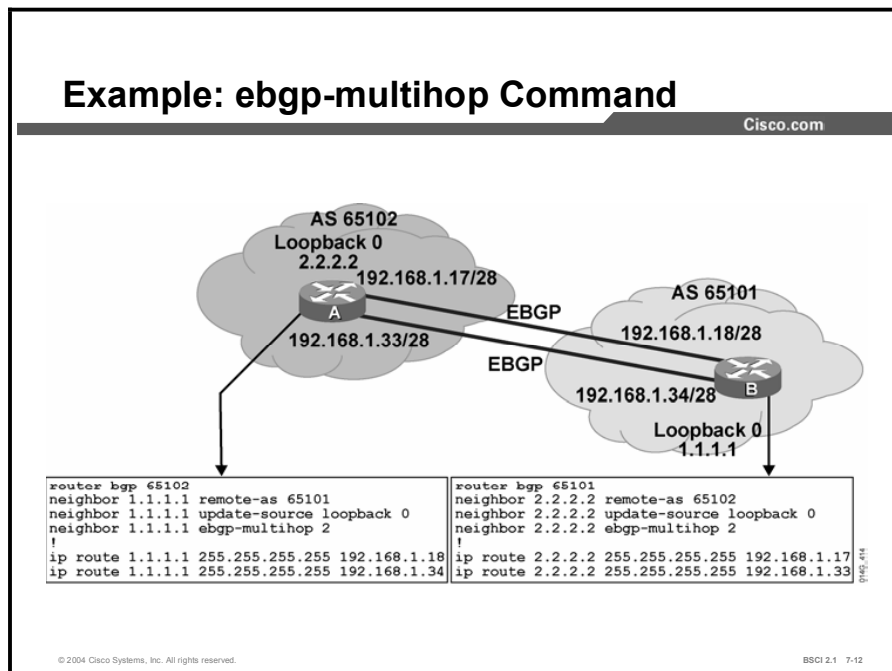 Example: ebgp-multihop Command
Cisco.com
AS 65102
Loopback 0
2.2.2.2
192.168.1.17/28
A
192.168.1.33/28
EBGP
EBGP
AS 65101
192.168.1.18/28
192.168.1.34/28
B
Loopback 0
1.1.1.1
router bgp 65102
neighbor 1.1.1.1 remote-as 65101
neighbor 1.1.1.1 update-source loopback 0
neighbor 1.1.1.1 ebgp-multihop 2
!
ip route 1.1.1.1 255.255.255.255 192.168.1.18
ip route 1.1.1.1 255.255.255.255 192.168.1.34
router bgp 65101
neighbor 2.2.2.2 remote-as 65102
neighbor 2.2.2.2 update-source loopback 0
neighbor 2.2.2.2 ebgp-multihop 2
!
ip route 2.2.2.2 255.255.255.255 192.168.1.17
ip route 2.2.2.2 255.255.255.255 192.168.1.33
014G_414
© 2004 Cisco Systems, Inc. All rights reserved.
BSCI 2.1 7-12